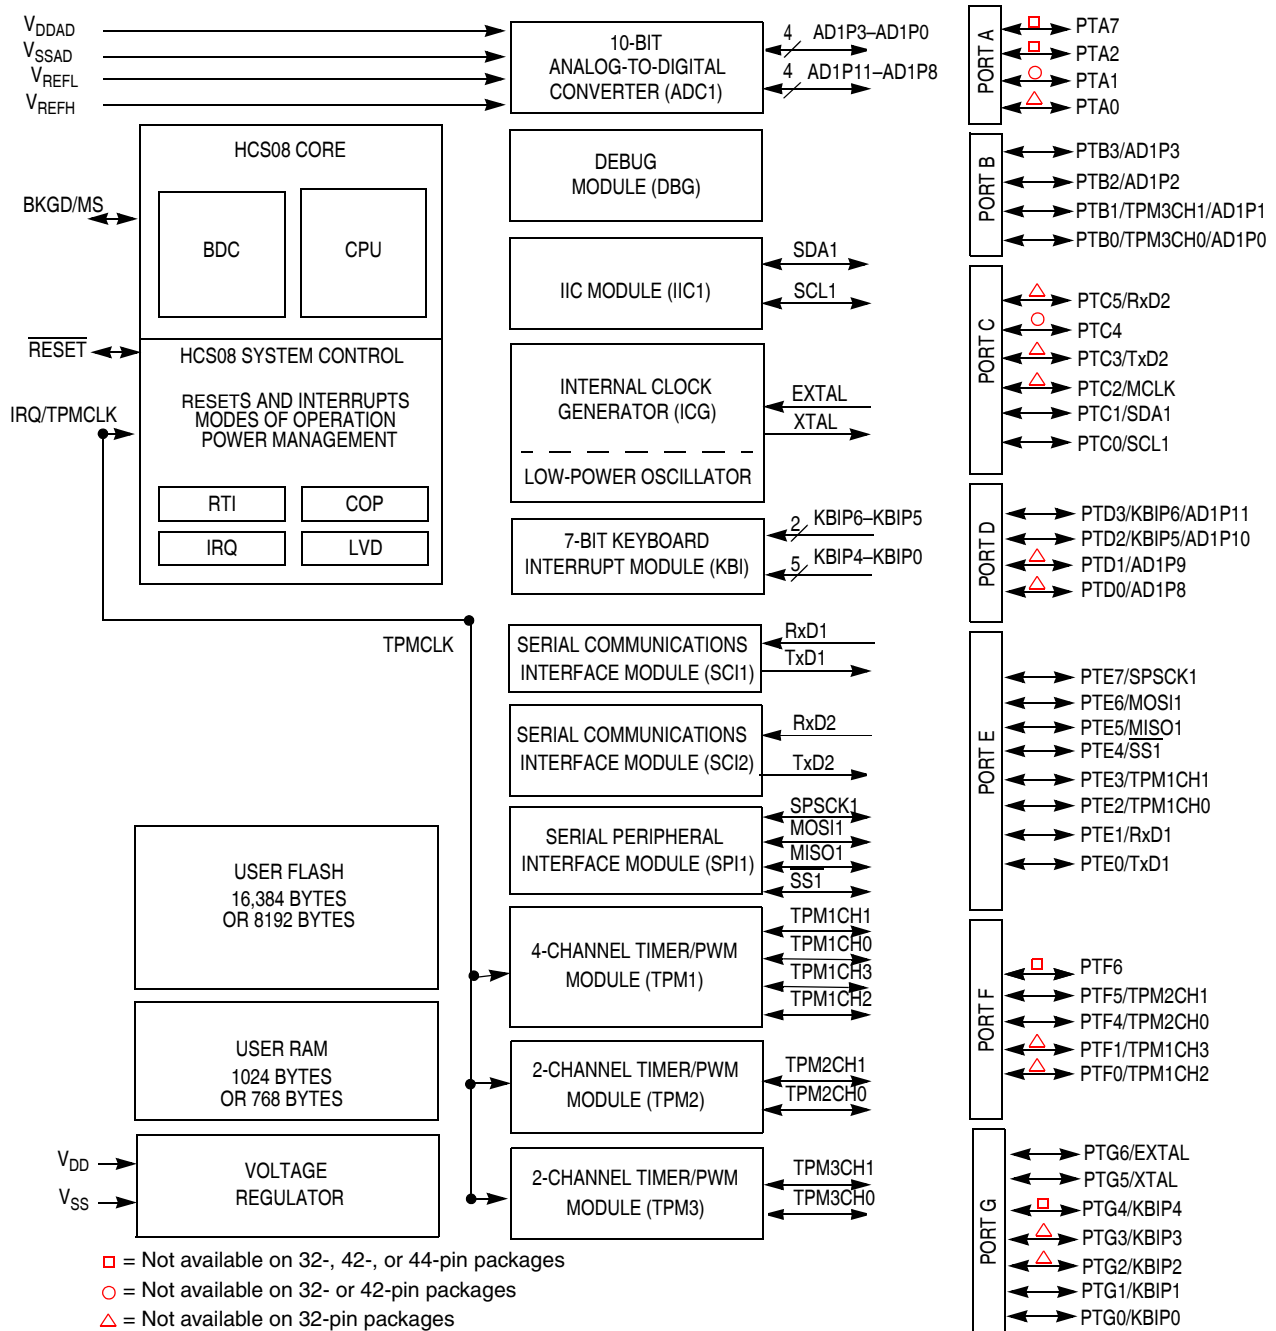 VDDAD
VSSAD
VREFL
VREFH
10-BIT
ANALOG-TO-DIGITAL
CONVERTER (ADC1)
4 AD1P3–AD1P0
4 AD1P11–AD1P8
HCS08 CORE
BDC
CPU
BKGD/MS
RESET
HCS08 SYSTEM CONTROL
RESETS AND INTERRUPTS
MODES OF OPERATION
POWER MANAGEMENT
IRQ/TPMCLK
RTI
COP
IRQ
LVD
TPMCLK
DEBUG
MODULE (DBG)
IIC MODULE (IIC1)
SDA1
SCL1
INTERNAL CLOCK
GENERATOR (ICG)
LOW-POWER OSCILLATOR
EXTAL
XTAL
7-BIT KEYBOARD
INTERRUPT MODULE (KBI)
2 KBIP6–KBIP5
5 KBIP4–KBIP0
SERIAL COMMUNICATIONS
INTERFACE MODULE (SCI1)
RxD1
TxD1
SERIAL COMMUNICATIONS
INTERFACE MODULE (SCI2)
RxD2
TxD2
SERIAL PERIPHERAL
INTERFACE MODULE (SPI1)
SPSCK1
MOSI1
MISO1
SS1
4-CHANNEL TIMER/PWM
MODULE (TPM1)
TPM1CH1
TPM1CH0
TPM1CH3
TPM1CH2
2-CHANNEL TIMER/PWM
MODULE (TPM2)
TPM2CH1
TPM2CH0
2-CHANNEL TIMER/PWM
MODULE (TPM3)
TPM3CH1
TPM3CH0
USER FLASH
16,384 BYTES
OR 8192 BYTES
USER RAM
1024 BYTES
OR 768 BYTES
VDD
VSS
VOLTAGE
REGULATOR
PORT A
PTA7
PTA2
PTA1
PTA0
PORT B
PTB3/AD1P3
PTB2/AD1P2
PTB1/TPM3CH1/AD1P1
PTB0/TPM3CH0/AD1P0
PORT C
PTC5/RxD2
PTC4
PTC3/TxD2
PTC2/MCLK
PTC1/SDA1
PTC0/SCL1
PORT D
PTD3/KBIP6/AD1P11
PTD2/KBIP5/AD1P10
PTD1/AD1P9
PTD0/AD1P8
PORT E
PTE7/SPSCK1
PTE6/MOSI1
PTE5/MISO1
PTE4/SS1
PTE3/TPM1CH1
PTE2/TPM1CH0
PTE1/RxD1
PTE0/TxD1
PORT F
PTF6
PTF5/TPM2CH1
PTF4/TPM2CH0
PTF1/TPM1CH3
PTF0/TPM1CH2
PORT G
PTG6/EXTAL
PTG5/XTAL
PTG4/KBIP4
PTG3/KBIP3
PTG2/KBIP2
PTG1/KBIP1
PTG0/KBIP0
= Not available on 32-, 42-, or 44-pin packages
= Not available on 32- or 42-pin packages
= Not available on 32-pin packages